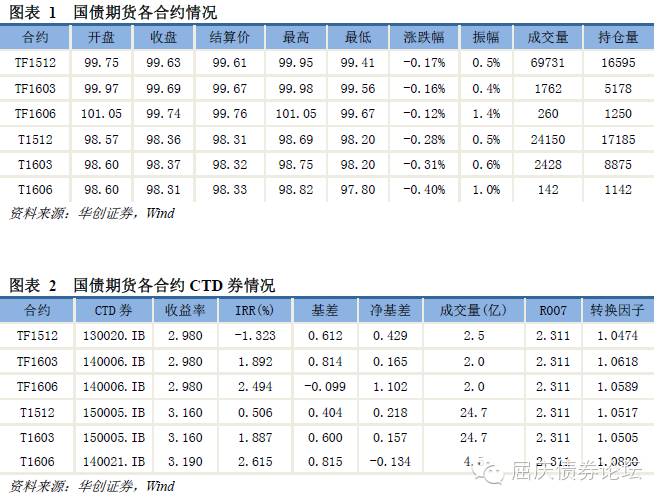 图表 1 国债期货各合约情况
合约 开盘 收盘 结算价 最高 最低 涨跌幅 振幅 成交量 持仓量
TF1512 99.75 99.63 99.61 99.95 99.41 -0.17% 0.5% 69731 16595
TF1603 99.97 99.69 99.67 99.98 99.56 -0.16% 0.4% 1762 5178
TF1606 101.05 99.74 99.76 101.05 99.67 -0.12% 1.4% 260 1250
T1512 98.57 98.36 98.31 98.69 98.20 -0.28% 0.5% 24150 17185
T1603 98.60 98.37 98.32 98.75 98.20 -0.31% 0.6% 2428 8875
T1606 98.60 98.31 98.33 98.82 97.80 -0.40% 1.0% 142 1142
资料来源：华创证券，Wind
图表 2 国债期货各合约 CTD 券情况
合约 CTD 券 收益率 IRR(%) 基差 净基差 成交量(亿) R007 转换因子
TF1512 130020.IB 2.980 -1.323 0.612 0.429 2.5 2.311 1.0474
TF1603 140006.IB 2.980 1.892 0.814 0.165 2.0 2.311 1.0618
TF1606 140006.IB 2.980 2.494 -0.099 1.102 2.0 2.311 1.0589
T1512 150005.IB 3.160 0.506 0.404 0.218 24.7 2.311 1.0517
T1603 150005.IB 3.160 1.887 0.600 0.157 24.7 2.311 1.0505
T1606 140021.IB 3.190 2.615 0.815 -0.134 2.311 1.0820
资料来源：华创证券，Wind
屈庆债券论坛